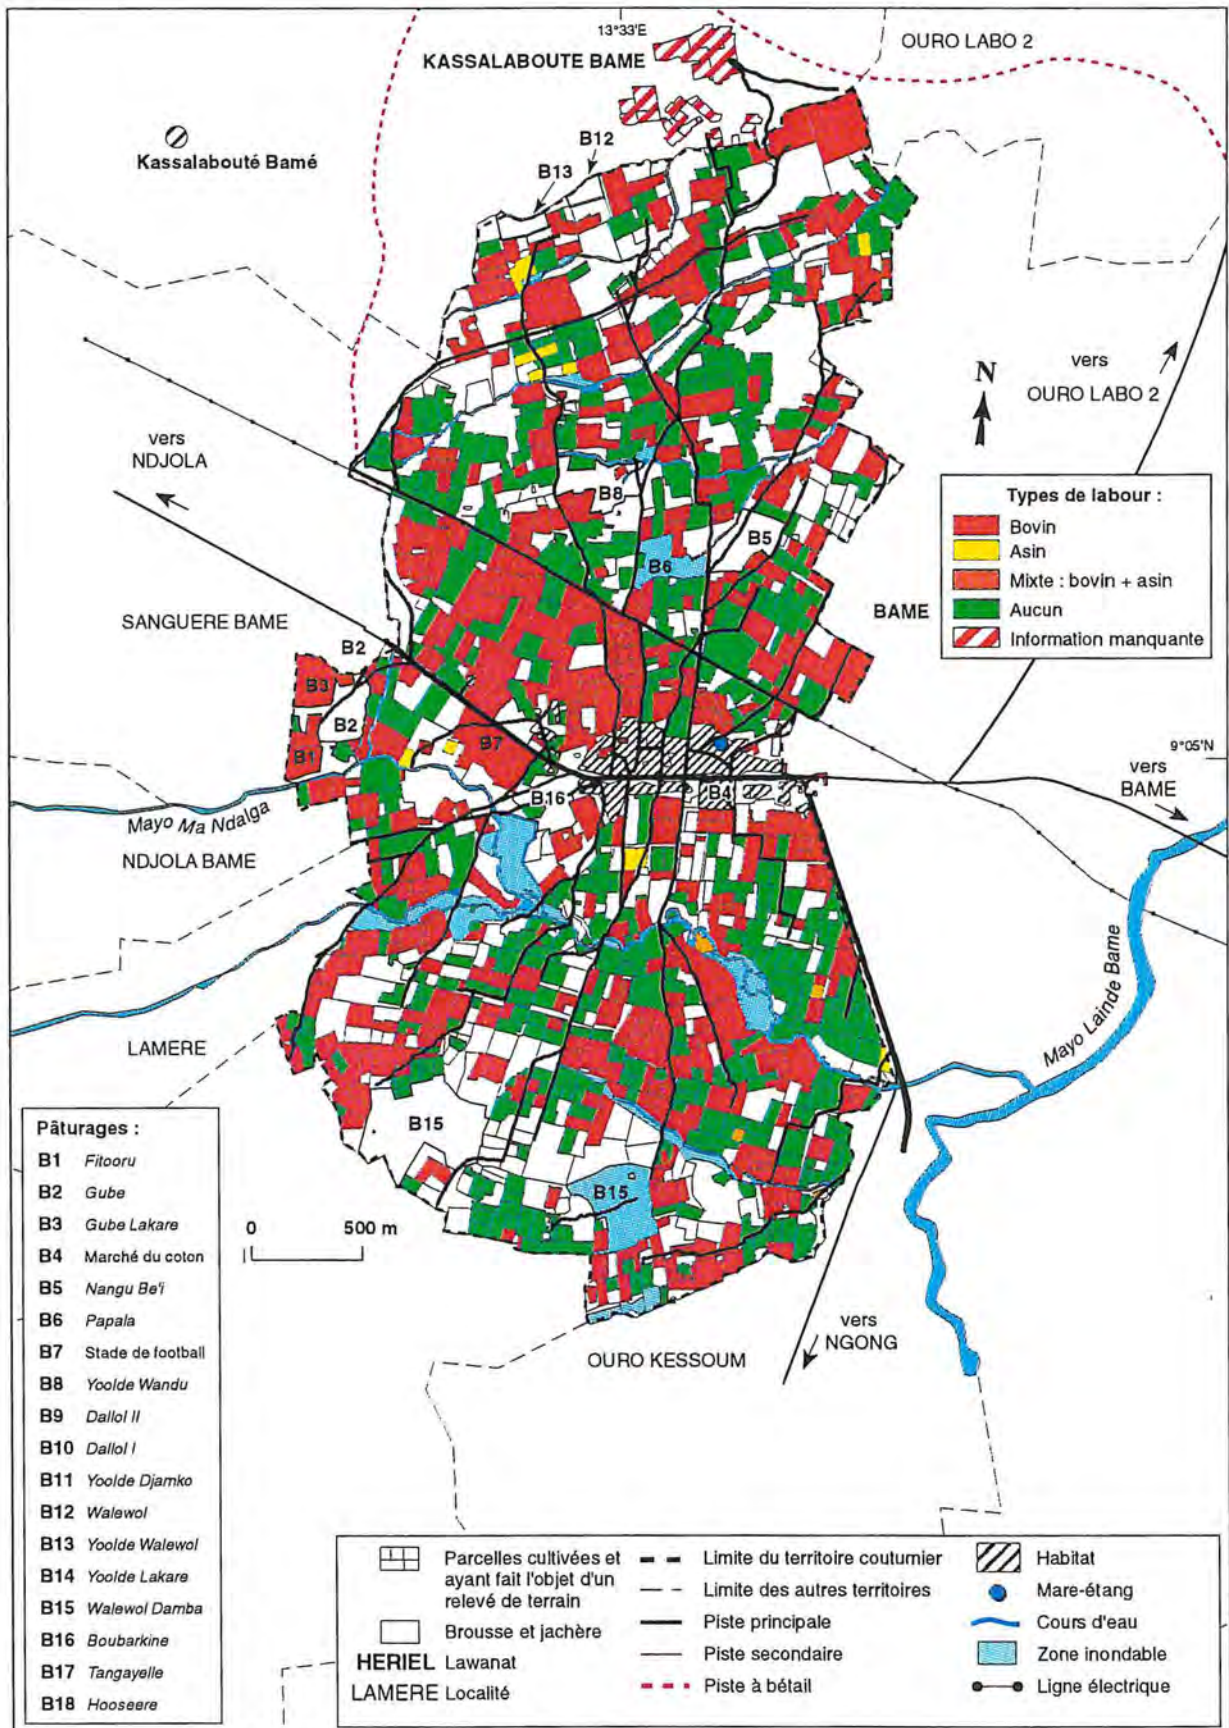 13°33'E
OURO LABO 2
KASSALABOUTE BAME
Kassalabouté Bamé
B12
B13
vers
OURO LABO 2
N
vers
NDJOLA
Types de labour :
Bovin
Asin
Mixte : bovin + asin
Aucun
Information manquante
B8
B5
B6
BAME
SANGUERE BAME
B2
B3
B2
B7
B1
9°05'N
vers
BAME
B16
B4
Mayo Ma Ndalga
NDJOLA BAME
Mayo Lainde Bame
LAMERE
B15
B15
Pâturages :
B1 Fitooru
B2 Gube
B3 Gube Lakare
B4 Marché du coton
B5 Nangu Be'i
B6 Papala
B7 Stade de football
B8 Yoolde Wandu
B9 Dallol II
B10 Dallol I
B11 Yoolde Djamko
B12 Walewol
B13 Yoolde Walewol
B14 Yoolde Lakare
B15 Walewol Damba
B16 Boubarkine
B17 Tangayelle
B18 Hooseere
0 500 m
vers
NGONG
OURO KESSOUM
Parcelles cultivées et
ayant fait l'objet d'un
relevé de terrain
Brousse et jachère
HERIEL Lawanat
LAMERE Localité
Limite du territoire coutumier
Limite des autres territoires
Piste principale
Piste secondaire
Piste à bétail
Habitat
Mare-étang
Cours d'eau
Zone inondable
Ligne électrique